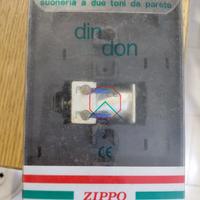 suoneria a due toni da parete
din
don
CE
ZIPPO